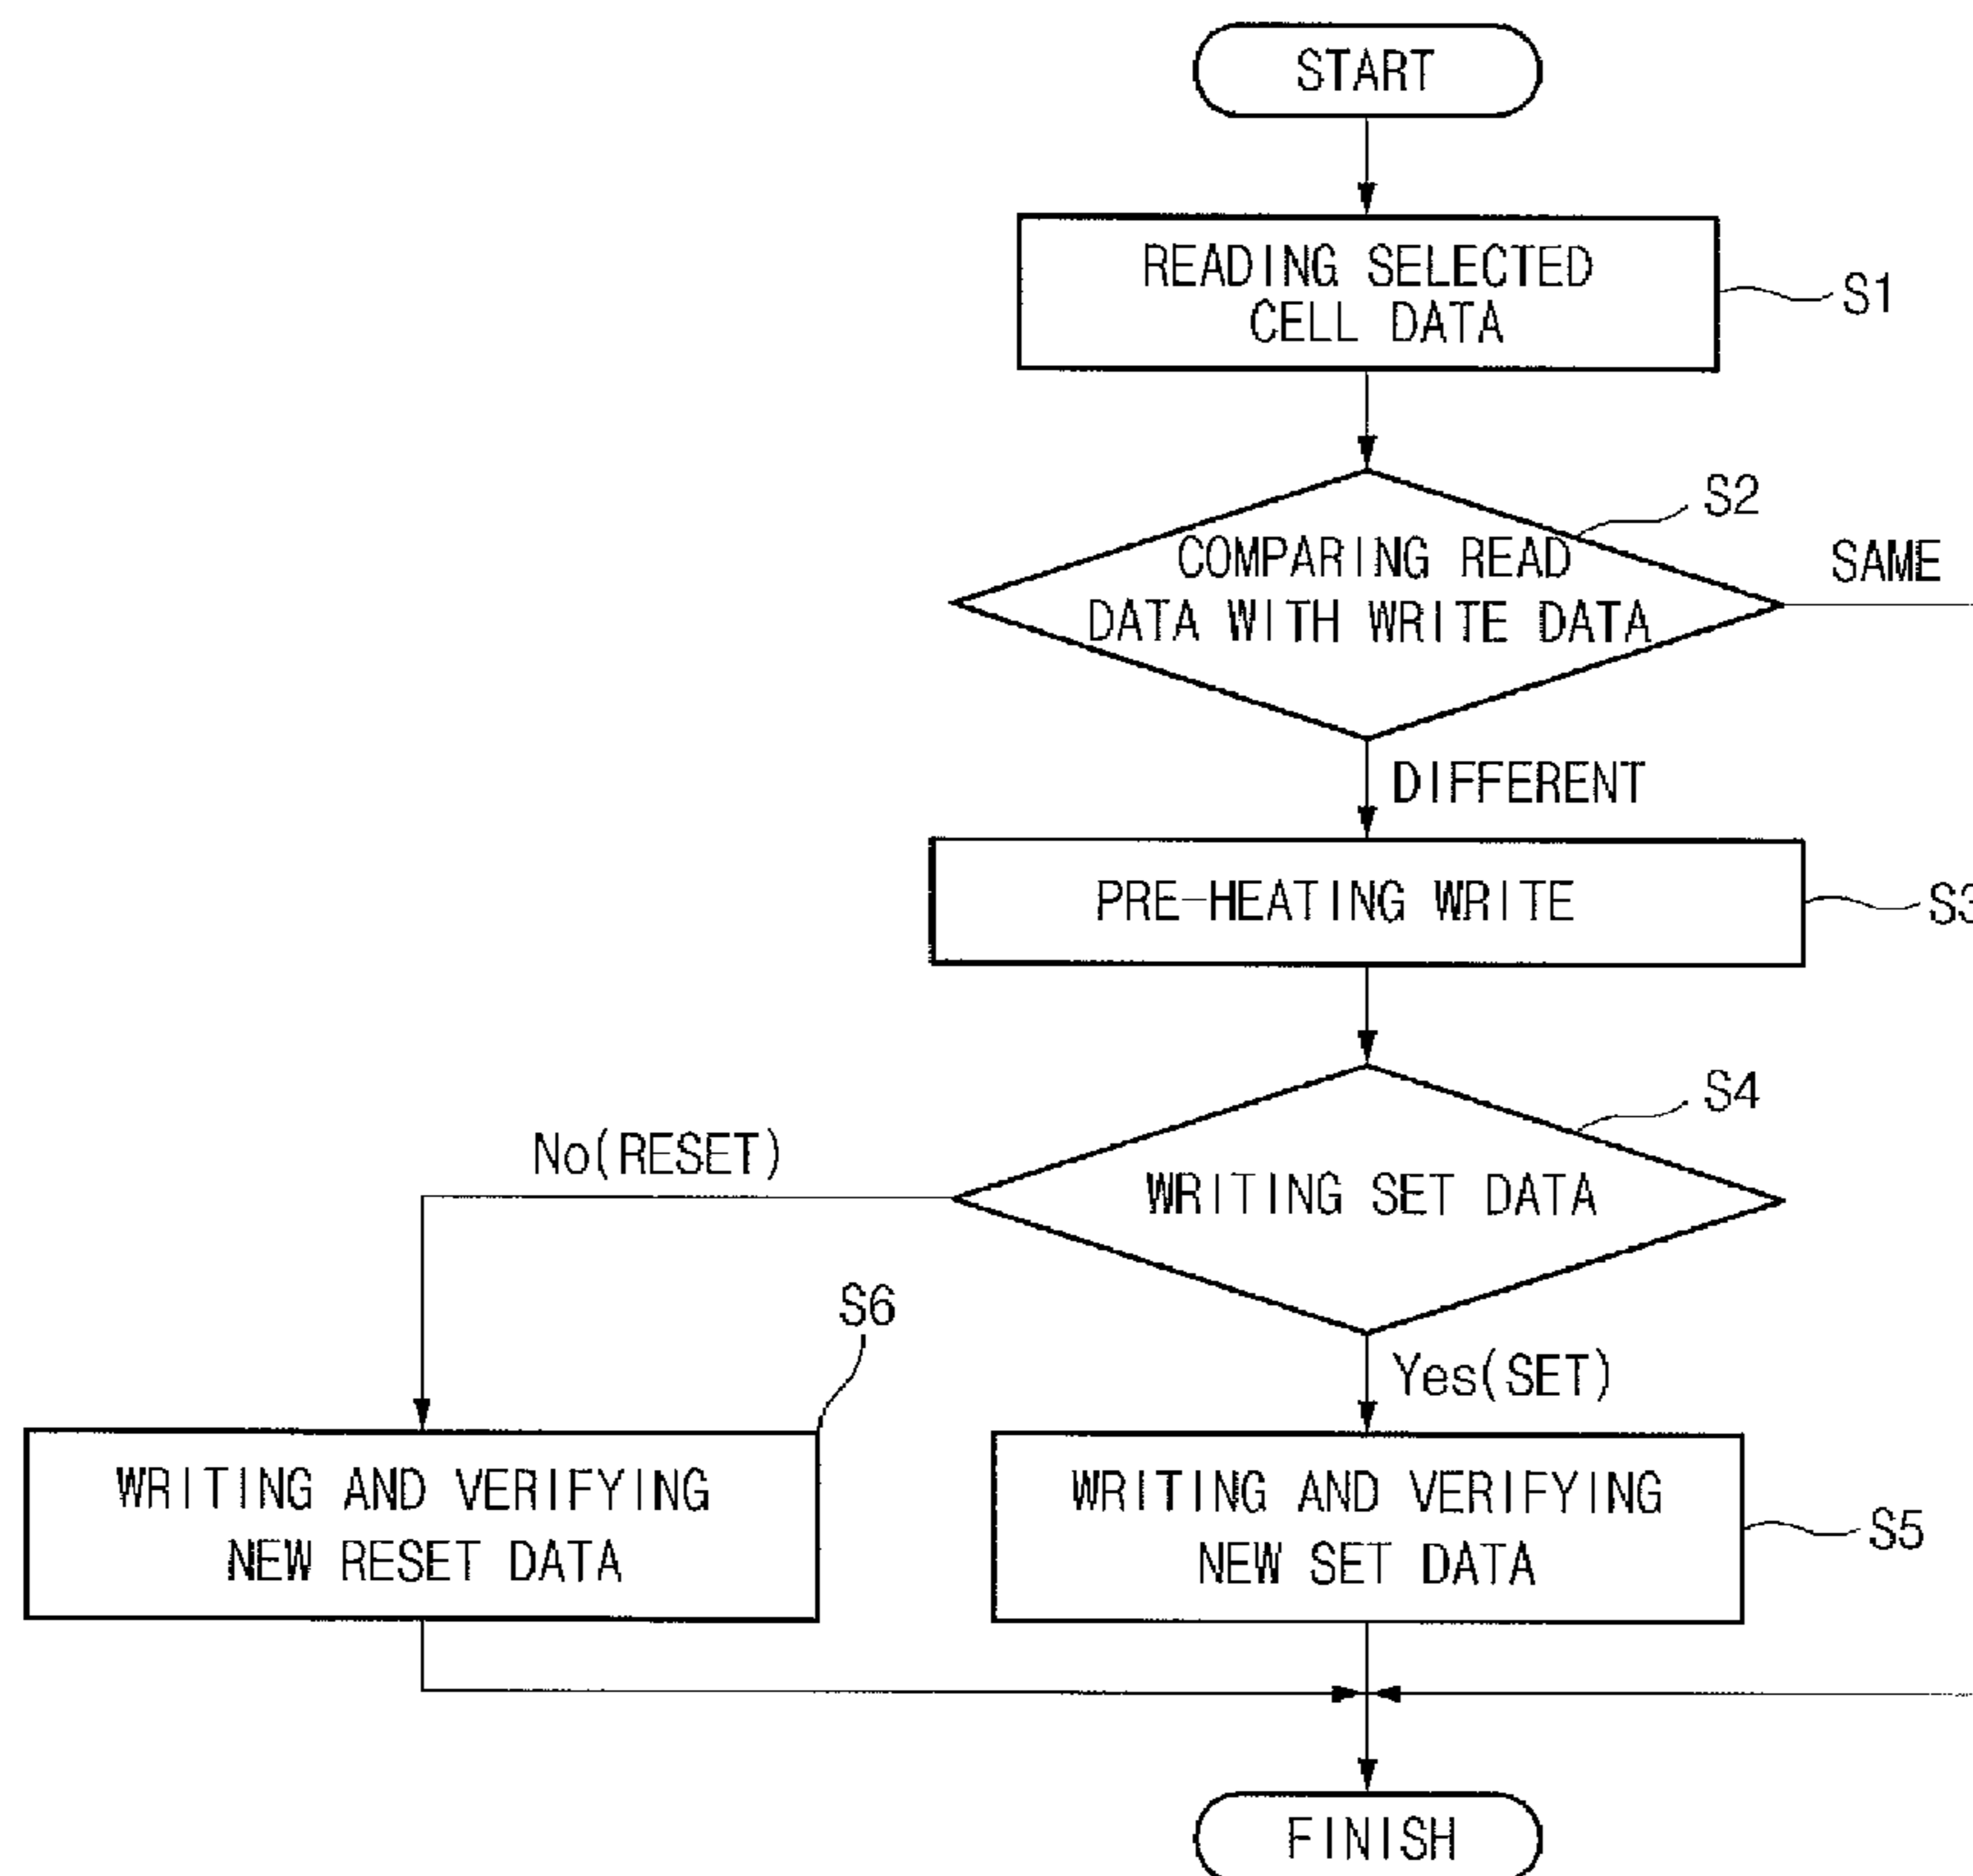 START
READING SELECTED
CELL DATA
S1
S2
COMPARING READ
DATA WITH WRITE DATA
SAME
DIFFERENT
PRE-HEATING WRITE
S3
S4
No(RESET)
WRITING SET DATA
S6
Yes(SET)
WRITING AND VERIFYING
NEW RESET DATA
WRITING AND VERIFYING
NEW SET DATA
S5
FINISH